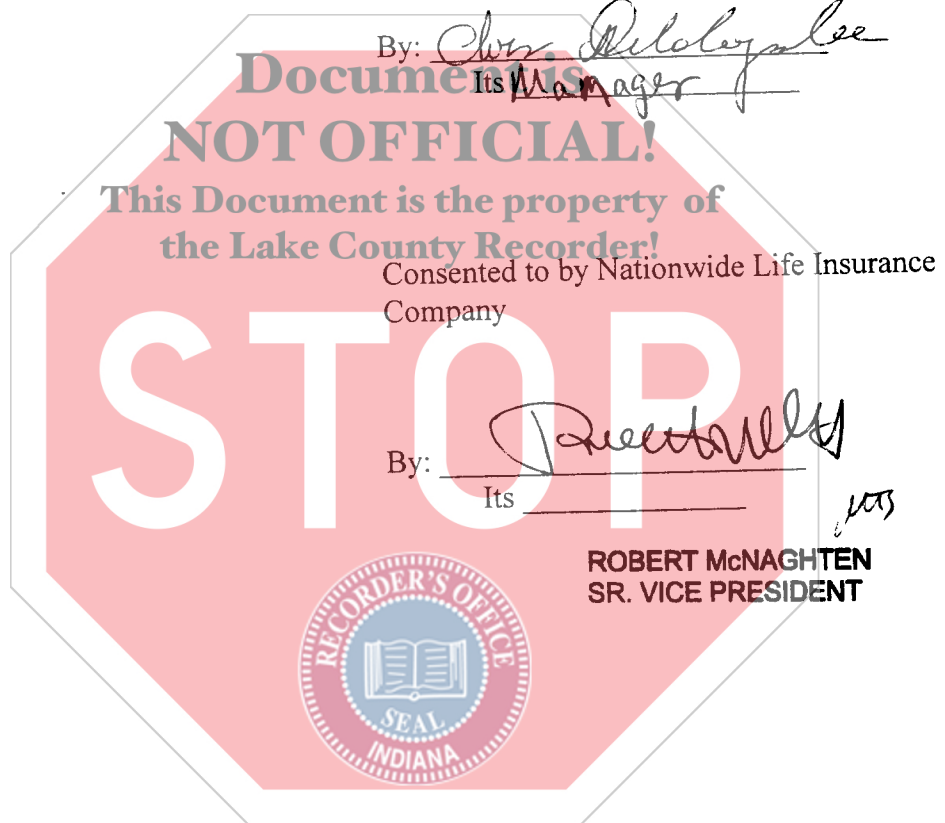 By: Chris
Document is
Its Manager
NOT OFFICIAL!
This Document is the property of
the Lake County Recorder!
Consented to by Nationwide Life Insurance
Company
STOP
By:
Its
ROBERT McNAGHTEN
SR. VICE PRESIDENT
RECORDER'S OFFICE
SEAL
INDIANA